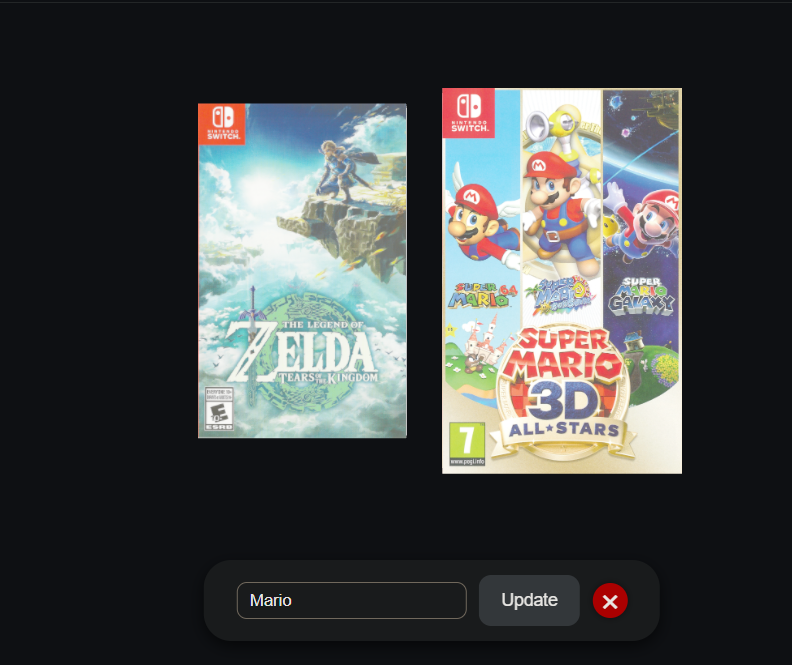 NINTENDO
SWITCH.
THE LEGEND OF
ZELDA
TEARS OF THE KINGDOM
E
ESRB
NINTENDO
SWITCH.
SUPER
MARIO 64
SUPER
MARIO
SUNSHINE
SUPER
MARIO
GALAXY
SUPER
MARIO
3D
ALL★STARS
7
www.pegi.info
Mario
Update